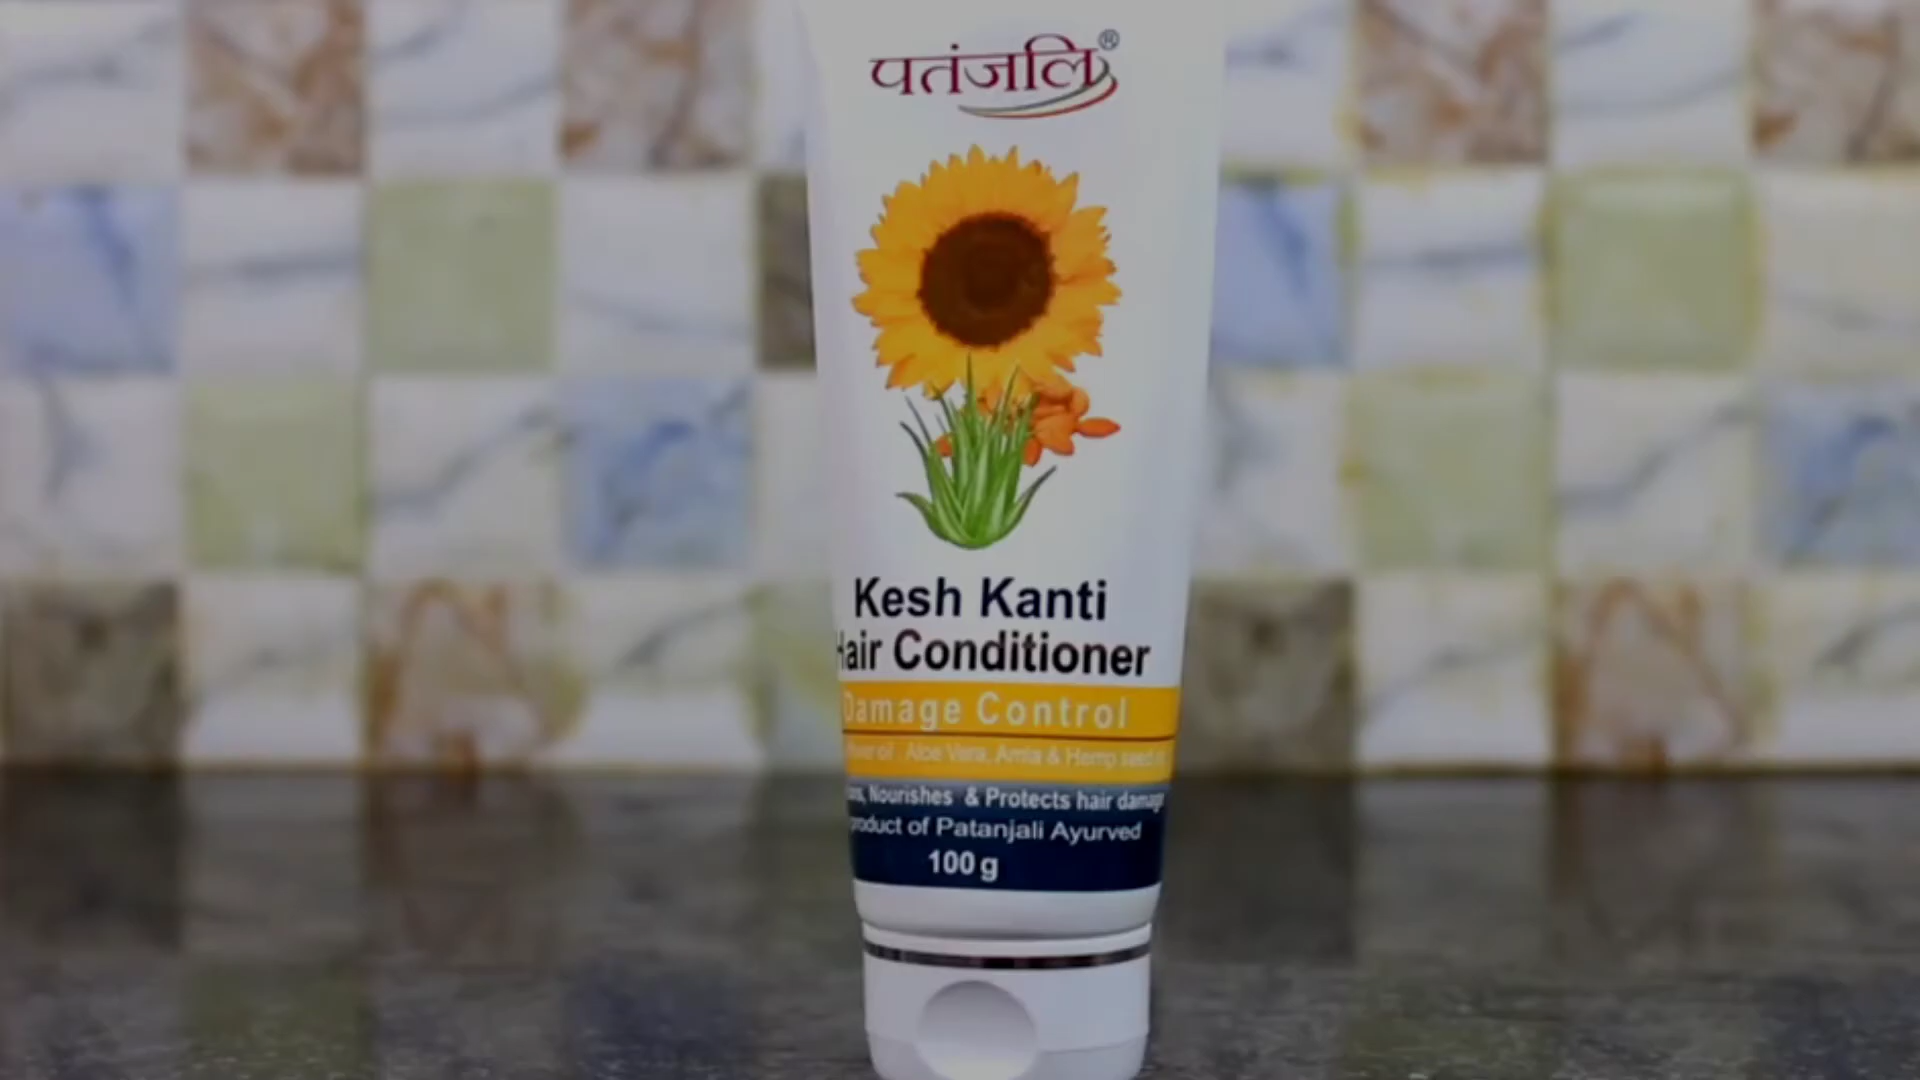 पतंजलि®
Kesh Kanti
Hair Conditioner
Damage Control
of Aloe Vera, Amla & Hemp seed
Nourishes & Protects hair damage
product of Patanjali Ayurved
100 g